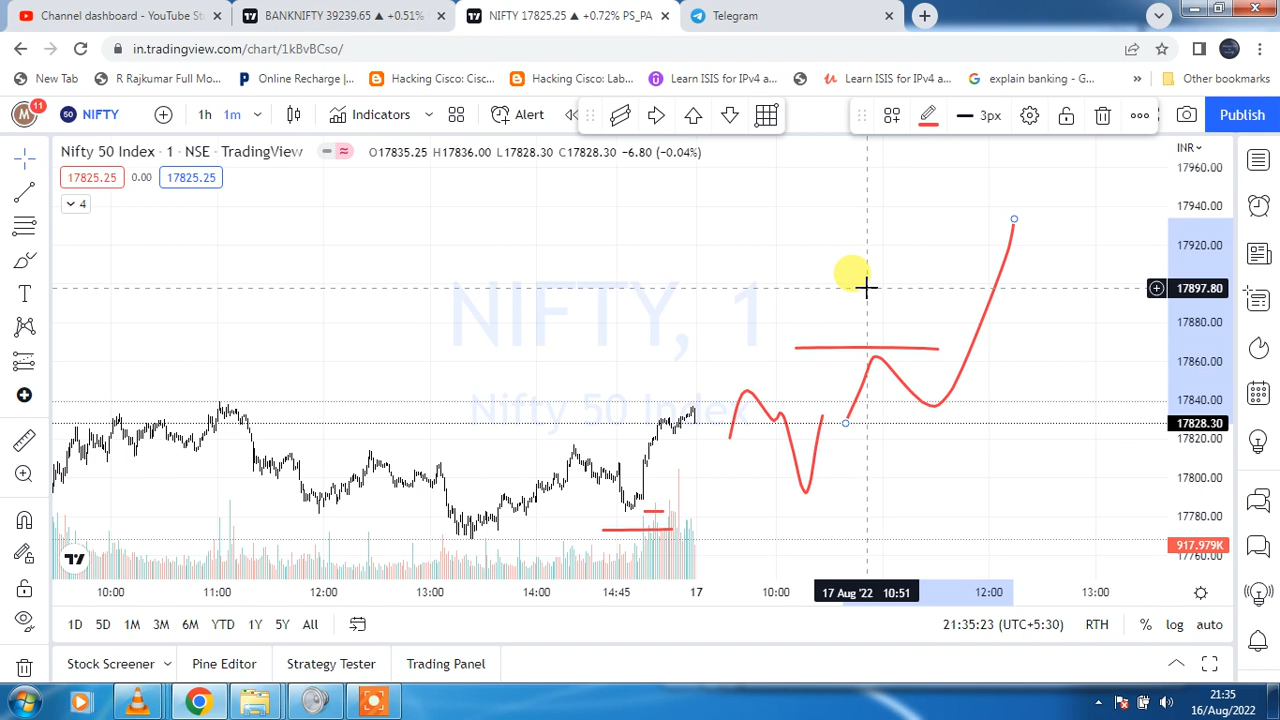 Channel dashboard - YouTube St
BANKNIFTY 39239.65 ▲ +0.51%
NIFTY 17825.25 ▲ +0.72% PS_PA
Telegram
in.tradingview.com/chart/1kBvBCso/
New Tab
R Rajkumar Full Mo...
Online Recharge |...
Hacking Cisco: Cisc...
Hacking Cisco: Lab...
Learn ISIS for IPv4 a...
Learn ISIS for IPv4 a...
explain banking - G...
»
Other bookmarks
M 11
50 NIFTY
1h 1m
Indicators
Alert
3px
Publish
Nifty 50 Index · 1 · NSE · TradingView
O17835.25 H17836.00 L17828.30 C17828.30 -6.80 (-0.04%)
INR
17825.25 0.00 17825.25
4
NIFTY, 1
Nifty 50 Index
17960.00
17940.00
17920.00
17897.80
17880.00
17860.00
17840.00
17828.30
17820.00
17800.00
17780.00
917.979K
17760.00
10:00 11:00 12:00 13:00 14:00 14:45 17 10:00 17 Aug '22 10:51 12:00 13:00
1D 5D 1M 3M 6M YTD 1Y 5Y All
21:35:23 (UTC+5:30) RTH % log auto
Stock Screener Pine Editor Strategy Tester Trading Panel
21:35
16/Aug/2022